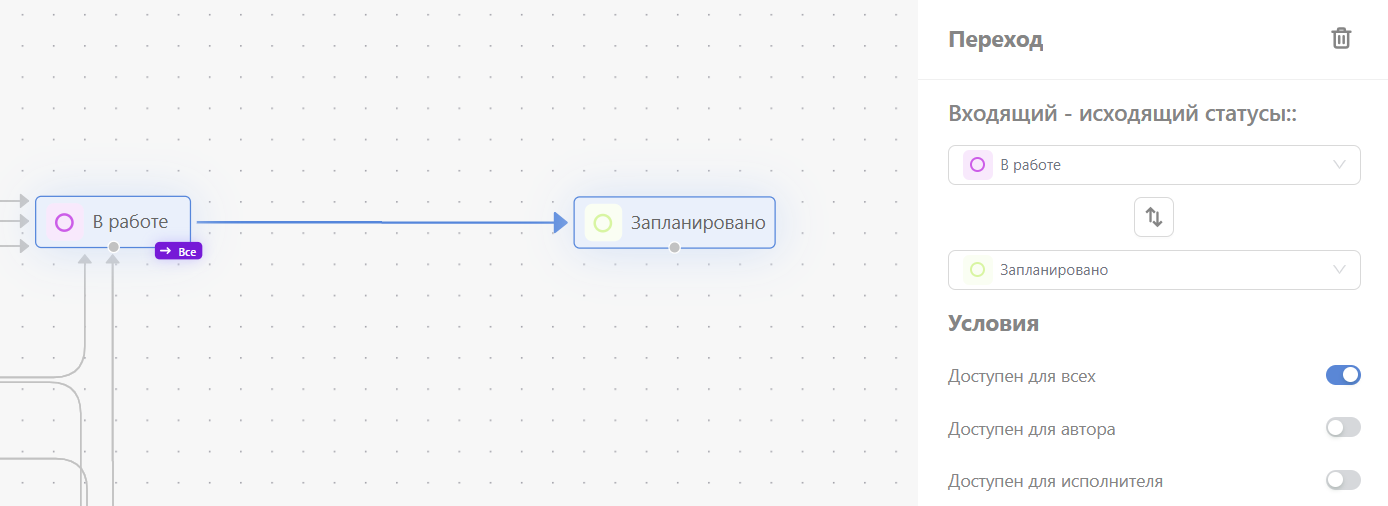 В работе
Все
Запланировано
Переход
Входящий - исходящий статусы::
В работе
Запланировано
Условия
Доступен для всех
Доступен для автора
Доступен для исполнителя